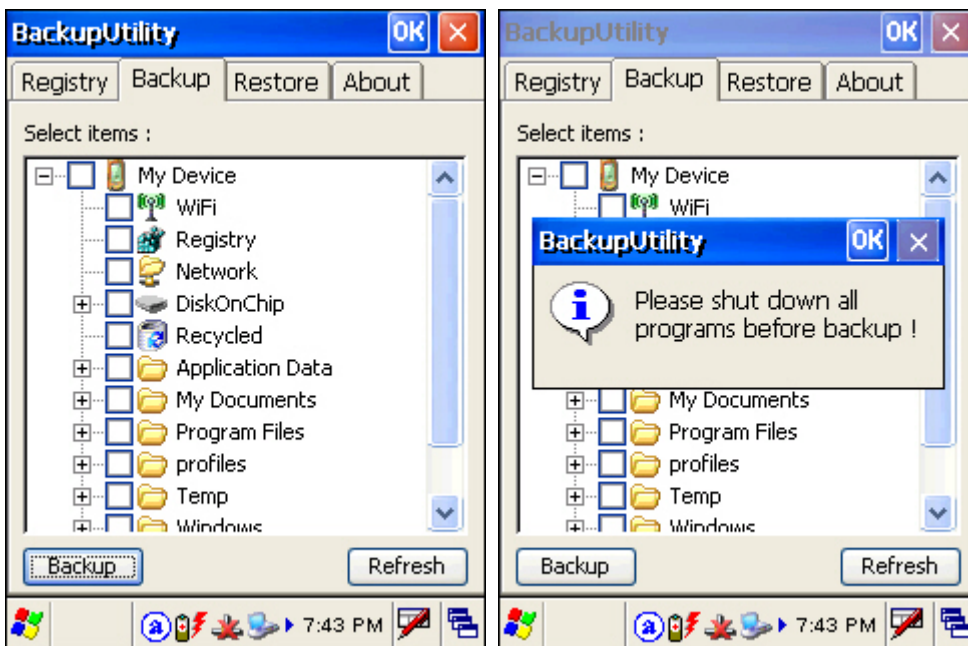 BackupUtility OK
Registry Backup Restore About
Select items :
My Device
WiFi
Registry
Network
DiskOnChip
Recycled
Application Data
My Documents
Program Files
profiles
Temp
Windows
Backup Refresh
7:43 PM
BackupUtility OK
Registry Backup Restore About
Select items :
My Device
WiFi
BackupUtility OK
Please shut down all
programs before backup !
My Documents
Program Files
profiles
Temp
Windows
Backup Refresh
7:43 PM